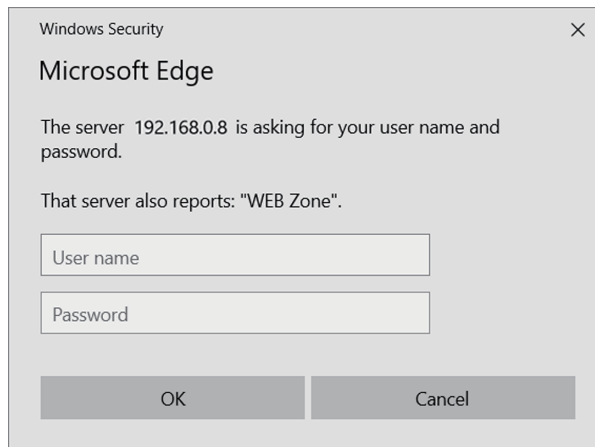 Windows Security
Microsoft Edge
The server 192.168.0.8 is asking for your user name and
password.
That server also reports: "WEB Zone".
User name
Password
OK Cancel